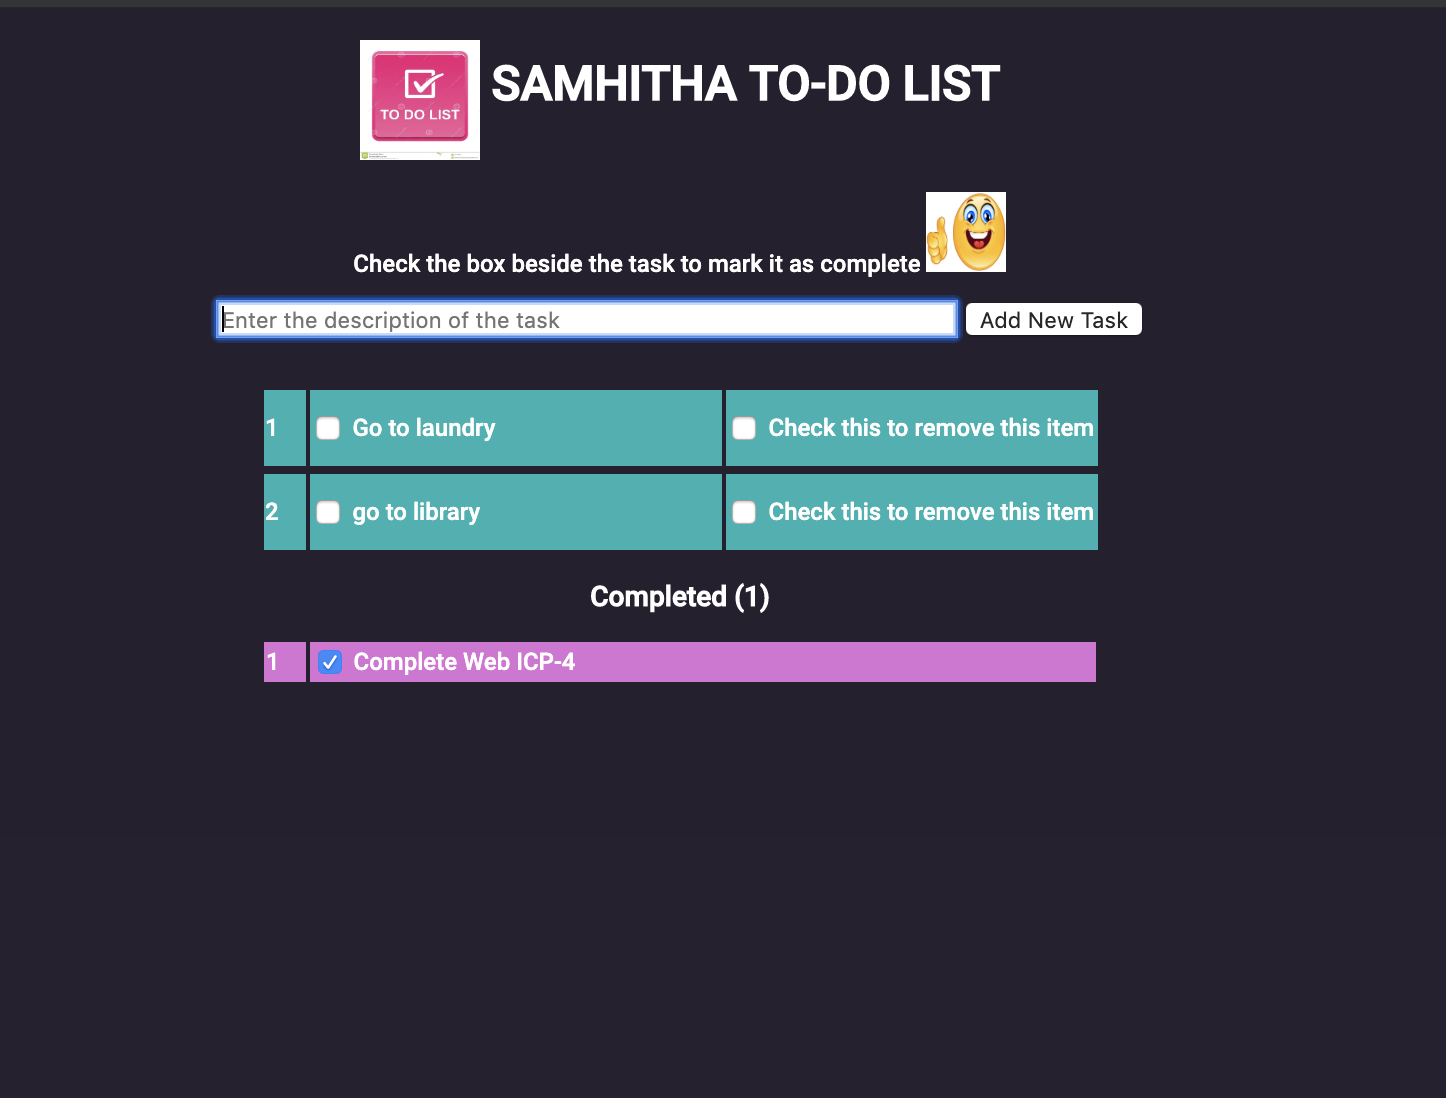 TO DO LIST
SAMHITHA TO-DO LIST
Check the box beside the task to mark it as complete
Enter the description of the task
Add New Task
1 Go to laundry Check this to remove this item
2 go to library Check this to remove this item
Completed (1)
1 Complete Web ICP-4